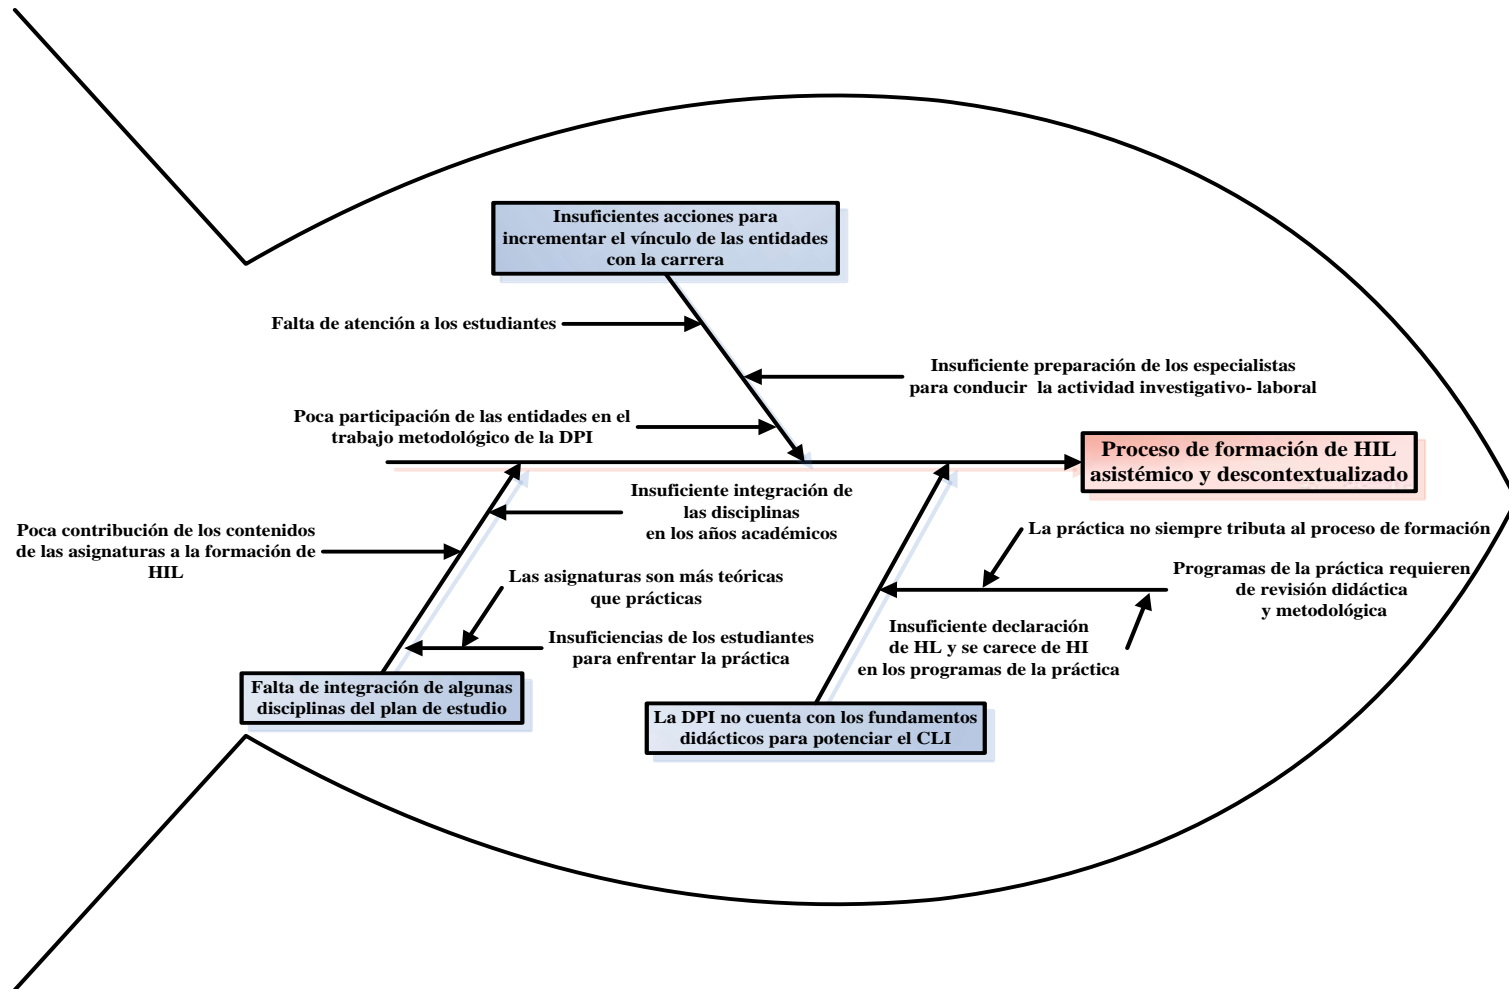 Insuficientes acciones para
incrementar el vínculo de las entidades
con la carrera
Falta de atención a los estudiantes
Insuficiente preparación de los especialistas
para conducir la actividad investigativo- laboral
Poca participación de las entidades en el
trabajo metodológico de la DPI
Proceso de formación de HIL
asistémico y descontextualizado
Insuficiente integración de
las disciplinas
en los años académicos
Poca contribución de los contenidos
de las asignaturas a la formación de
HIL
La práctica no siempre tributa al proceso de formación
Programas de la práctica requieren
de revisión didáctica
y metodológica
Las asignaturas son más teóricas
que prácticas
Insuficiencias de los estudiantes
para enfrentar la práctica
Insuficiente declaración
de HL y se carece de HI
en los programas de la práctica
Falta de integración de algunas
disciplinas del plan de estudio
La DPI no cuenta con los fundamentos
didácticos para potenciar el CLI